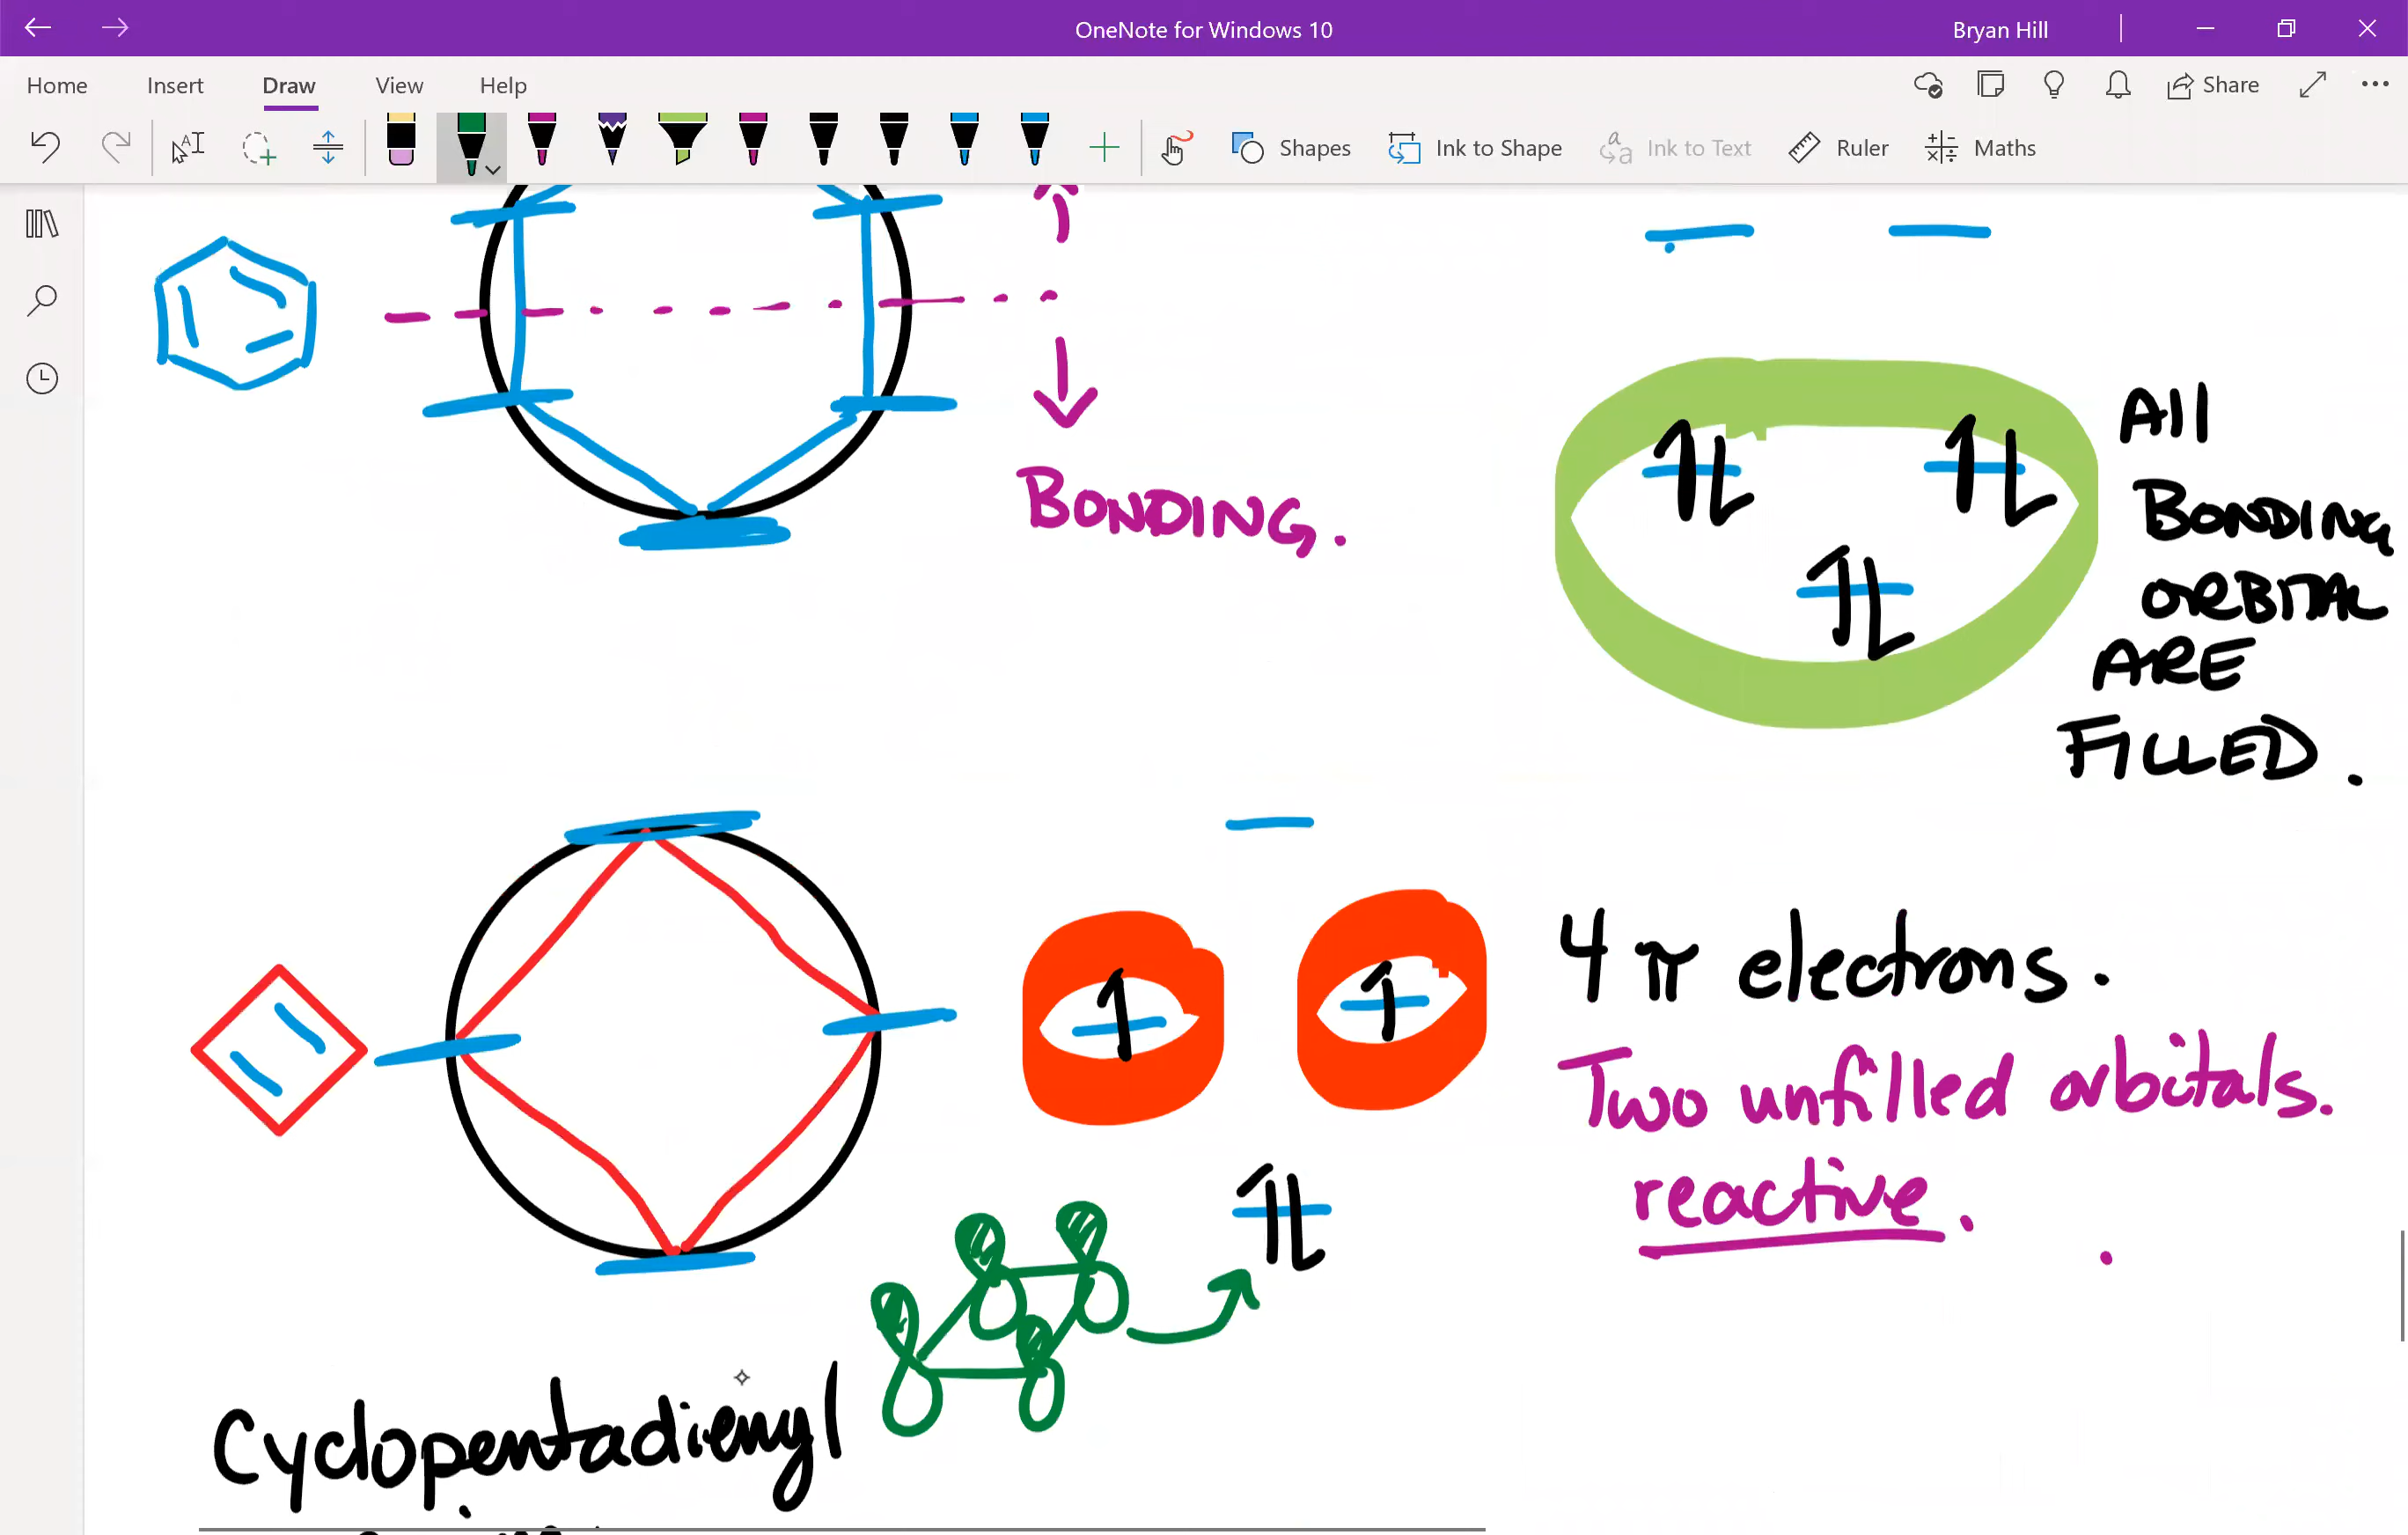 OneNote for Windows 10
Bryan Hill
Home Insert Draw View Help
Share
Shapes Ink to Shape Ink to Text Ruler Maths
BONDING.
All
BONDING
ORBITAL
ARE
FILLED.
4 π electrons.
Two unfilled orbitals.
reactive.
Cyclopentadienyl